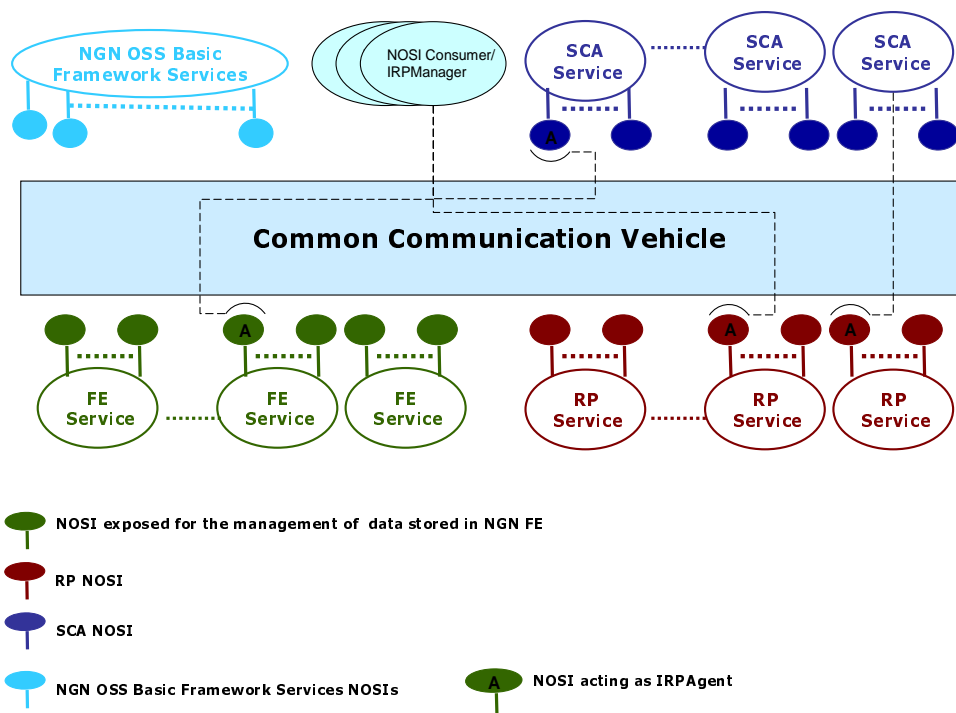 NGN OSS Basic
Framework Services
NOSI Consumer/
IRPManager
SCA
Service
SCA
Service
SCA
Service
A
Common Communication Vehicle
A
A
A
FE
Service
FE
Service
FE
Service
RP
Service
RP
Service
RP
Service
NOSI exposed for the management of data stored in NGN FE
RP NOSI
SCA NOSI
NGN OSS Basic Framework Services NOSIs
A
NOSI acting as IRPAgent